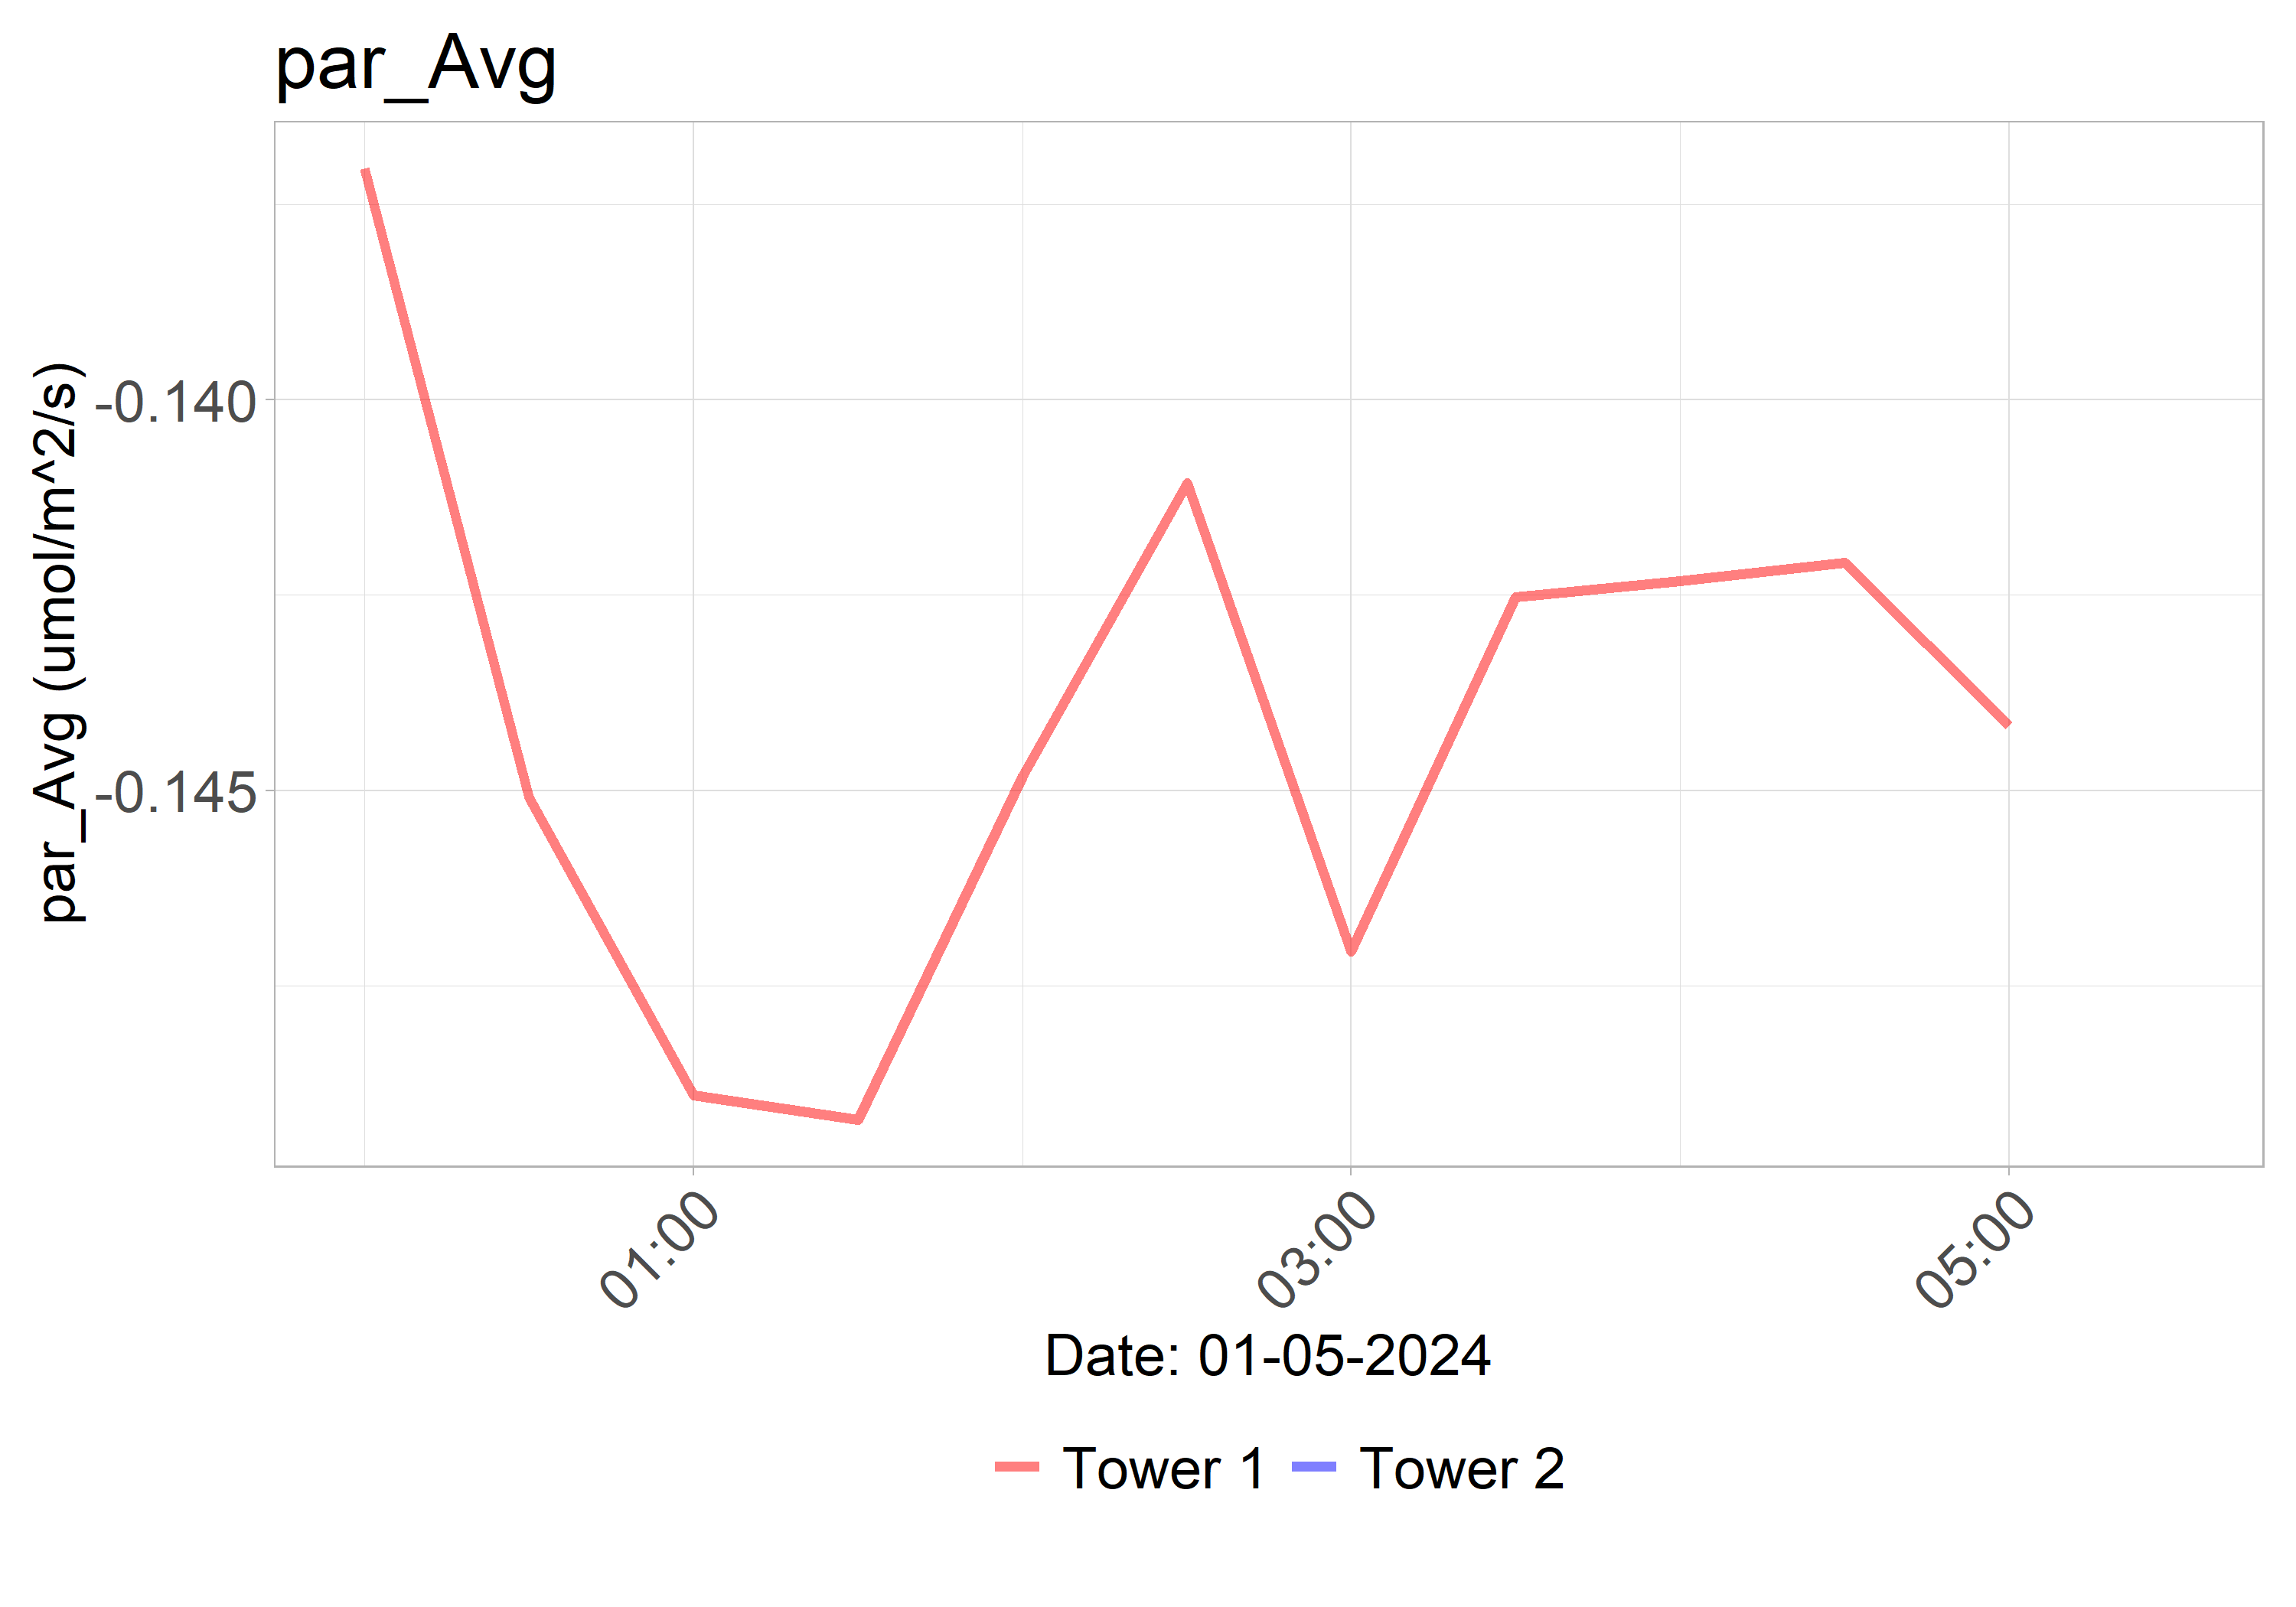 par_Avg
par_Avg (umol/m^2/s)
-0.140
-0.145
01:00
03:00
05:00
Date: 01-05-2024
Tower 1
Tower 2